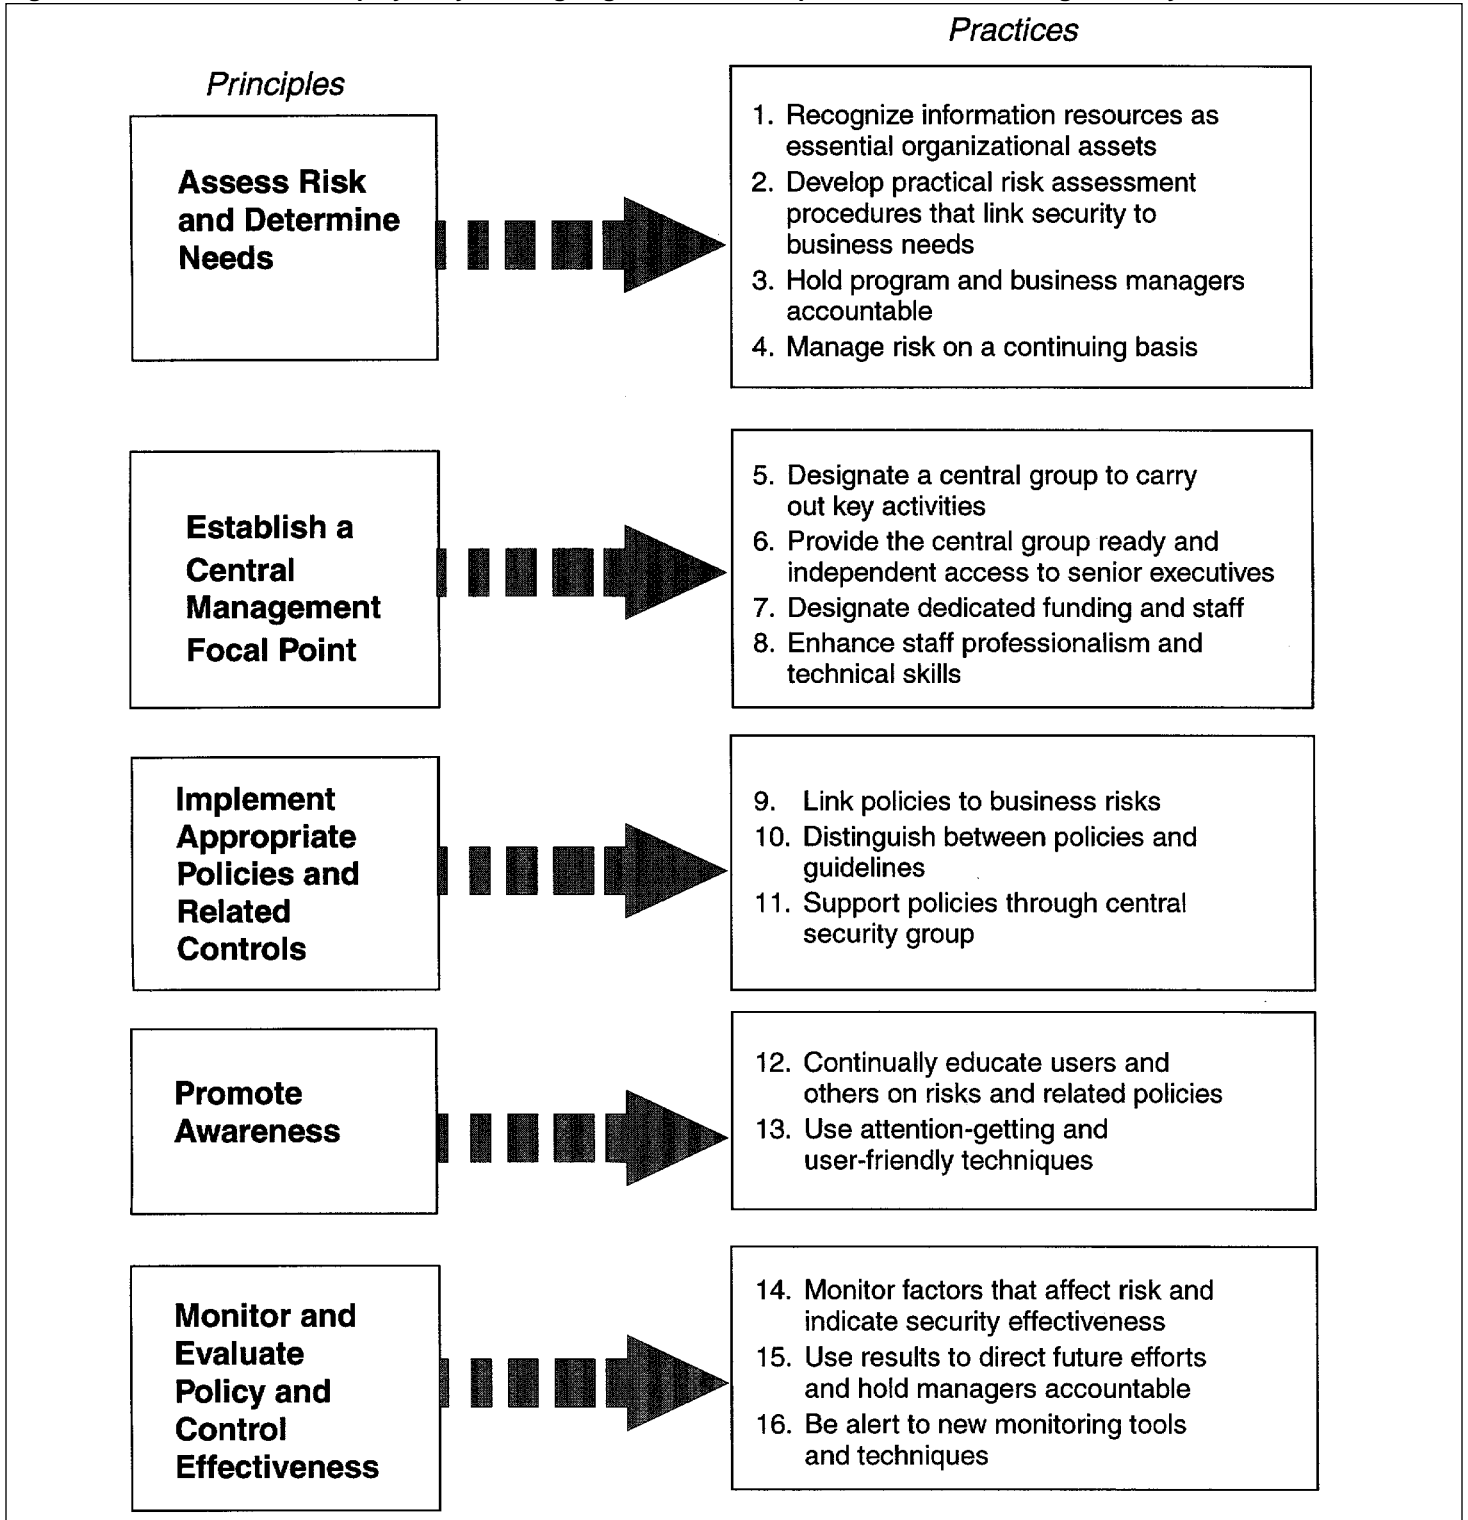 Practices
Principles
Assess Risk
and Determine
Needs
1. Recognize information resources as
essential organizational assets
2. Develop practical risk assessment
procedures that link security to
business needs
3. Hold program and business managers
accountable
4. Manage risk on a continuing basis
Establish a
Central
Management
Focal Point
5. Designate a central group to carry
out key activities
6. Provide the central group ready and
independent access to senior executives
7. Designate dedicated funding and staff
8. Enhance staff professionalism and
technical skills
Implement
Appropriate
Policies and
Related
Controls
9. Link policies to business risks
10. Distinguish between policies and
guidelines
11. Support policies through central
security group
Promote
Awareness
12. Continually educate users and
others on risks and related policies
13. Use attention-getting and
user-friendly techniques
Monitor and
Evaluate
Policy and
Control
Effectiveness
14. Monitor factors that affect risk and
indicate security effectiveness
15. Use results to direct future efforts
and hold managers accountable
16. Be alert to new monitoring tools
and techniques